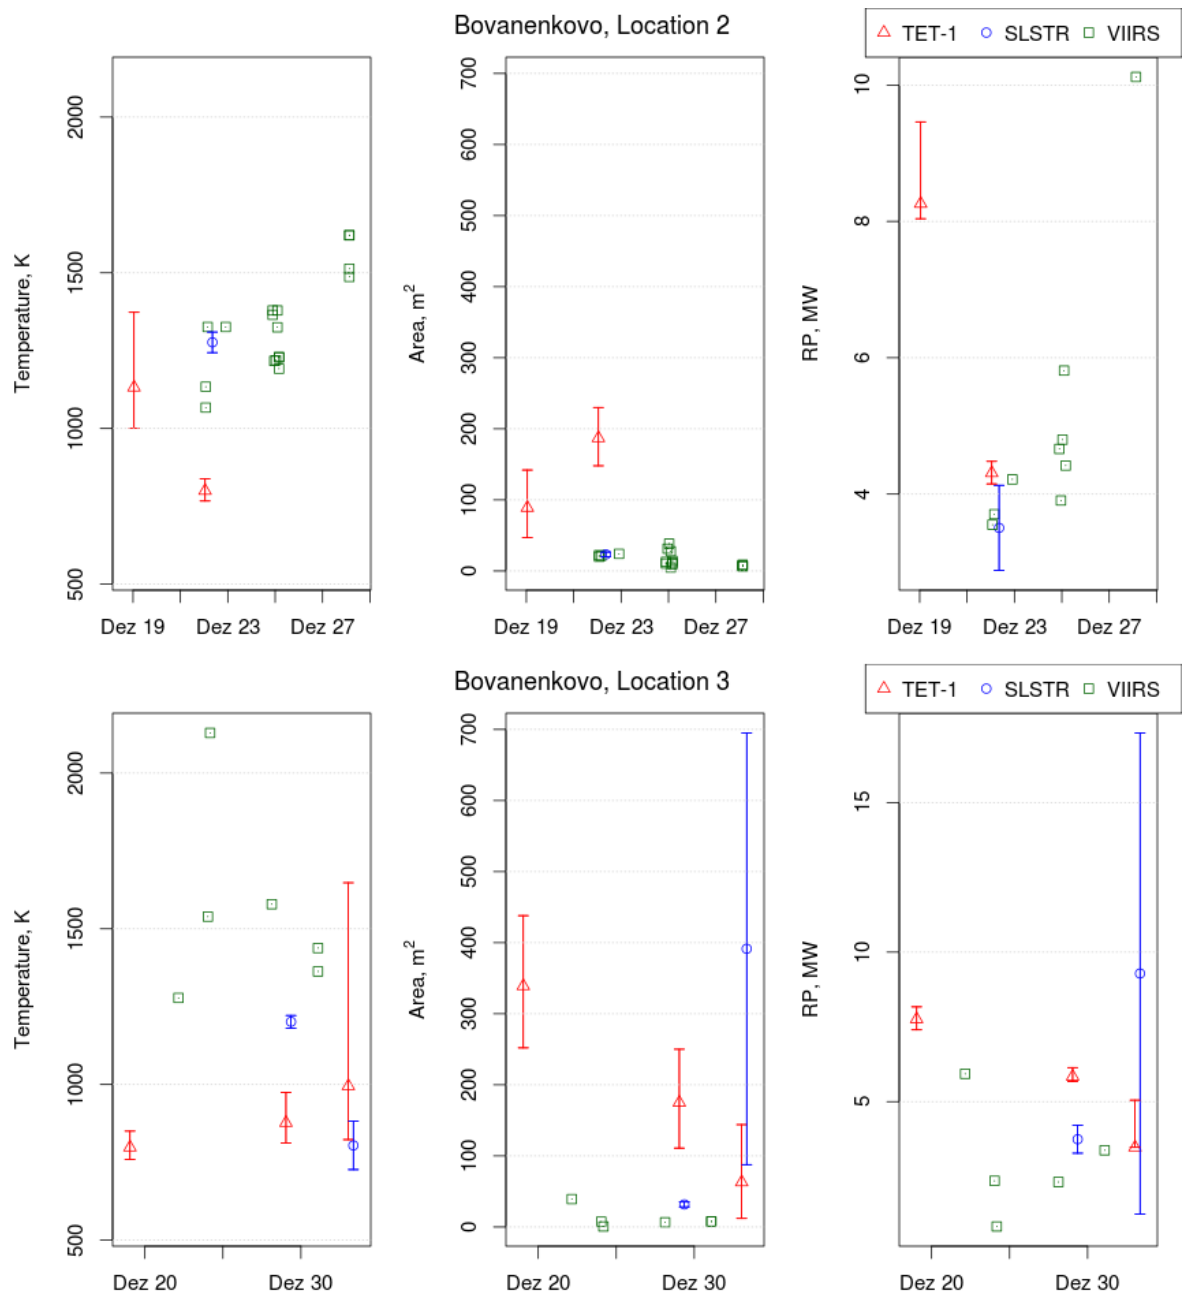 Bovanenkovo, Location 2
TET-1 SLSTR VIIRS
Temperature, K
500 1000 1500 2000
Dez 19 Dez 23 Dez 27
Area, m²
0 100 200 300 400 500 600 700
Dez 19 Dez 23 Dez 27
RP, MW
4 6 8 10
Dez 19 Dez 23 Dez 27
Bovanenkovo, Location 3
TET-1 SLSTR VIIRS
Temperature, K
500 1000 1500 2000
Dez 20 Dez 30
Area, m²
0 100 200 300 400 500 600 700
Dez 20 Dez 30
RP, MW
5 10 15
Dez 20 Dez 30